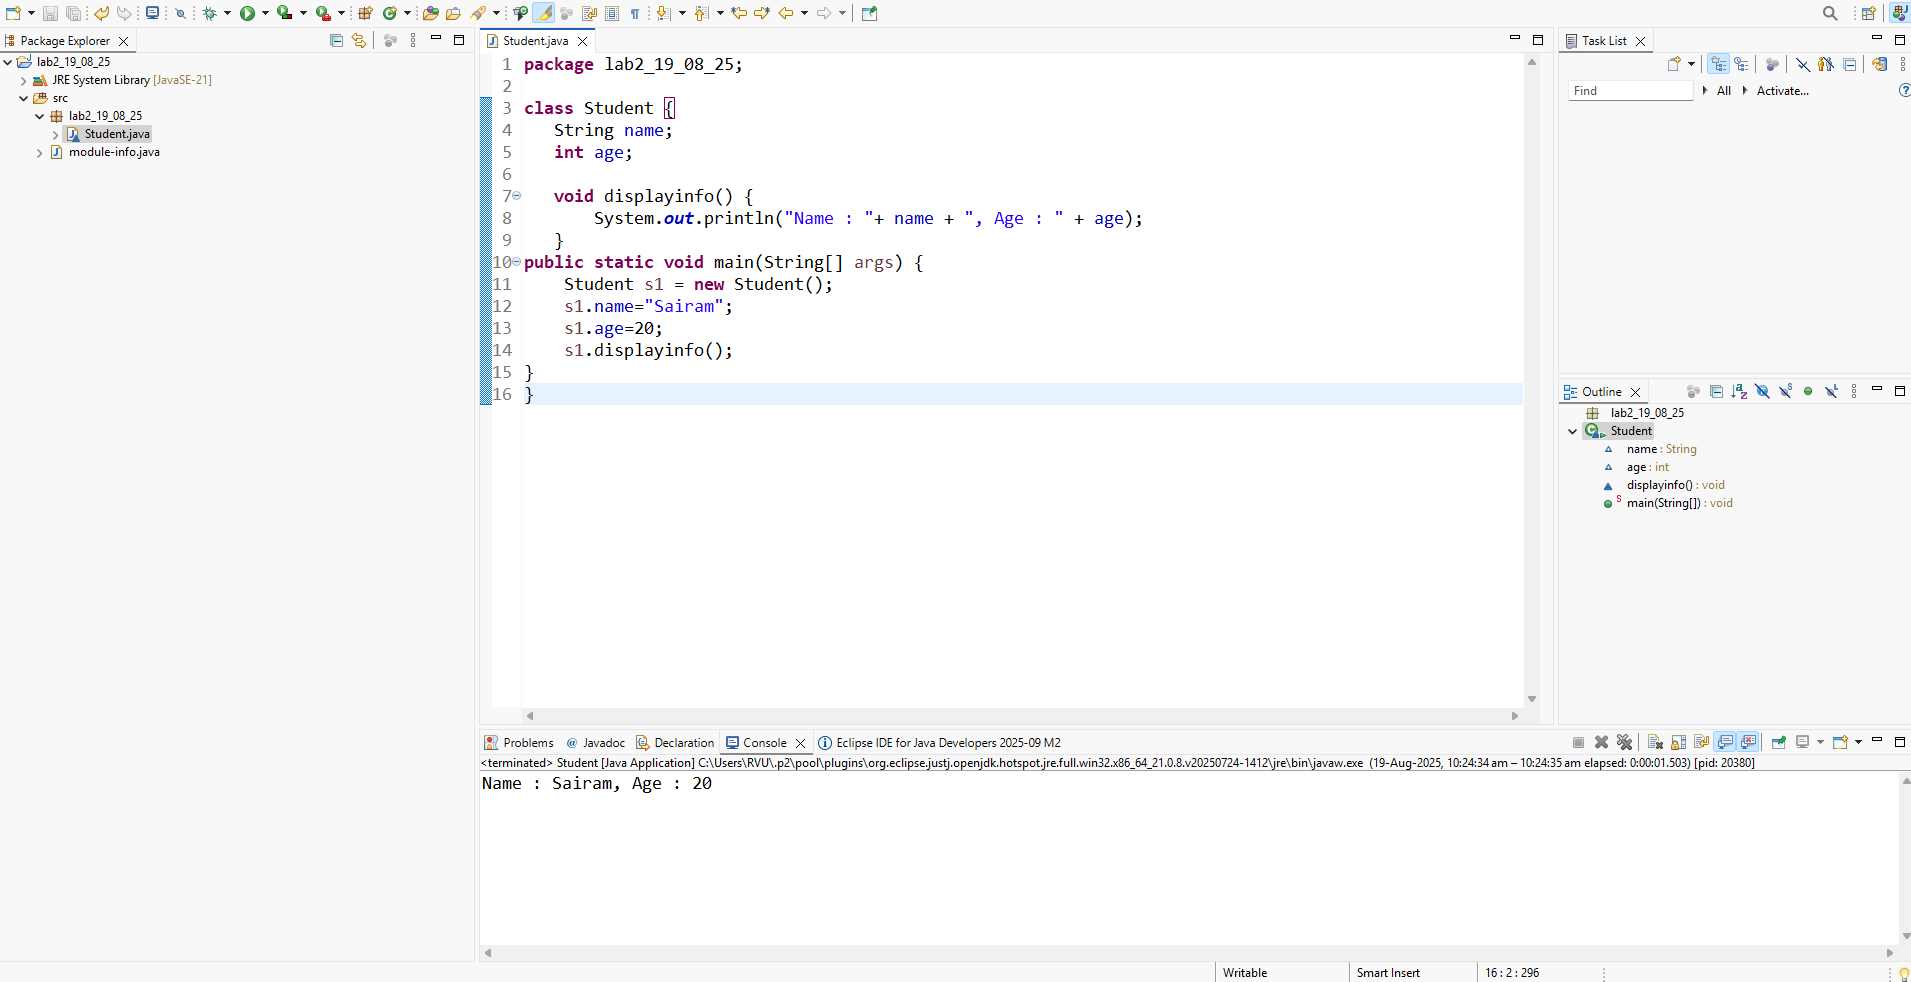 Package Explorer
lab2_19_08_25
JRE System Library [JavaSE-21]
src
lab2_19_08_25
Student.java
module-info.java
Student.java
1 package lab2_19_08_25;
2
3 class Student {
4 String name;
5 int age;
6
7 void displayinfo() {
8 System.out.println("Name : "+ name + ", Age : " + age);
9 }
10 public static void main(String[] args) {
11 Student s1 = new Student();
12 s1.name="Sairam";
13 s1.age=20;
14 s1.displayinfo();
15 }
16 }
Task List
Find
All
Activate...
Outline
lab2_19_08_25
Student
name : String
age : int
displayinfo() : void
main(String[]) : void
Problems @ Javadoc Declaration Console Eclipse IDE for Java Developers 2025-09 M2
<terminated> Student [Java Application] C:\Users\RVU\.p2\pool\plugins\org.eclipse.justj.openjdk.hotspot.jre.full.win32.x86_64_21.0.8.v20250724-1412\jre\bin\javaw.exe (19-Aug-2025, 10:24:34 am – 10:24:35 am elapsed: 0:00:01.503) [pid: 20380]
Name : Sairam, Age : 20
Writable
Smart Insert
16 : 2 : 296